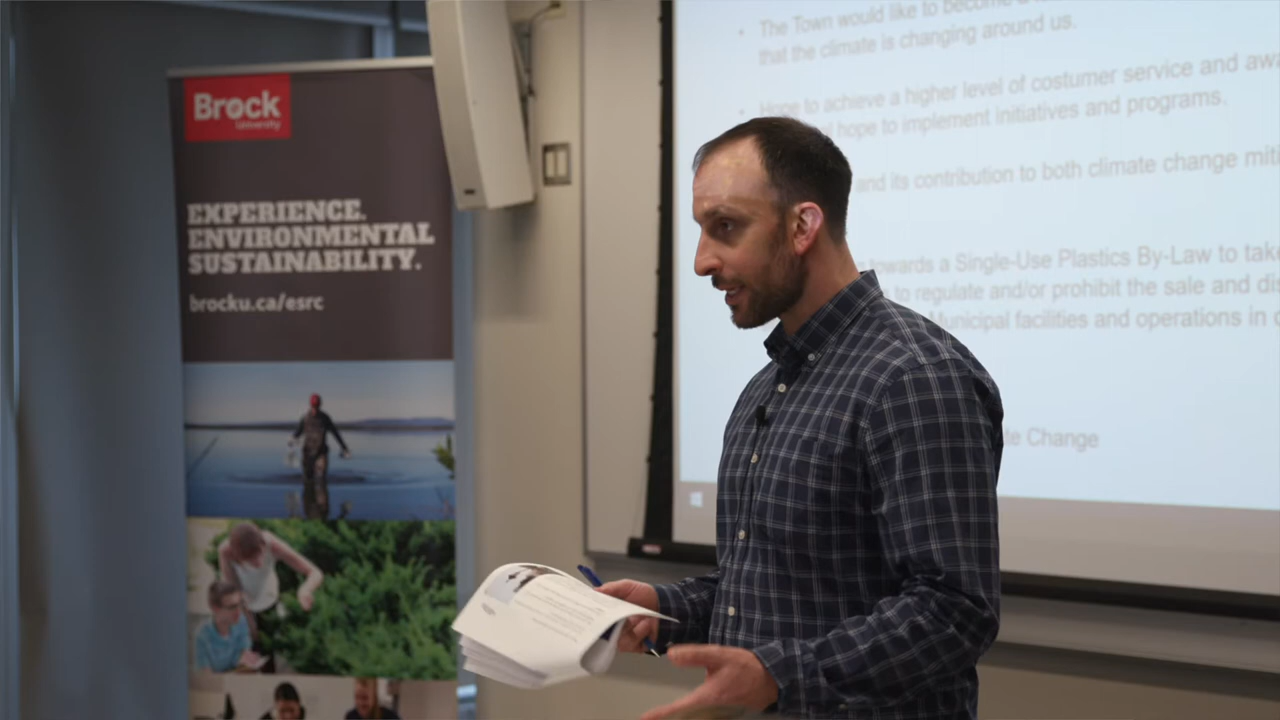 Brock
University
EXPERIENCE.
ENVIRONMENTAL
SUSTAINABILITY.
brocku.ca/esrc
The Town would like to become a
that the climate is changing around us.
Hope to achieve a higher level of costumer service and
hope to implement initiatives and programs.
and its contribution to both climate change
towards a Single-Use Plastics By-Law to take
to regulate and/or prohibit the sale and
Municipal facilities and operations in
Change